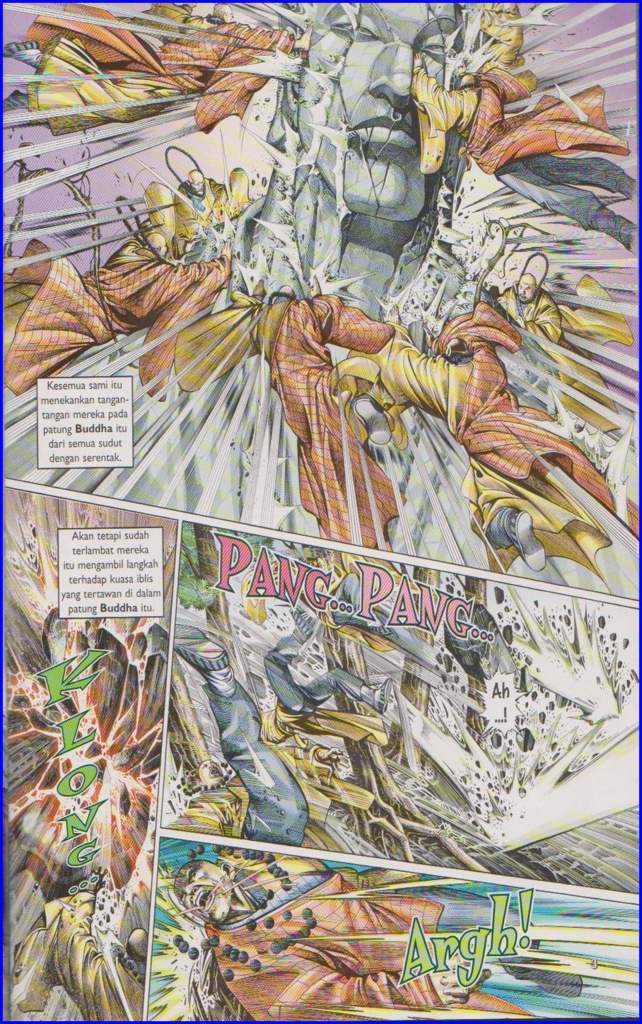 Kesemua sami itu
menekankan tangan-
tangan mereka pada
patung Buddha itu
dari semua sudut
dengan serentak.
Akan tetapi sudah
terlambat mereka
itu mengambil langkah
terhadap kuasa iblis
yang tertawan di dalam
patung Buddha itu.
KLONG...
PANG...PANG...
Ah
...!
Argh!
3